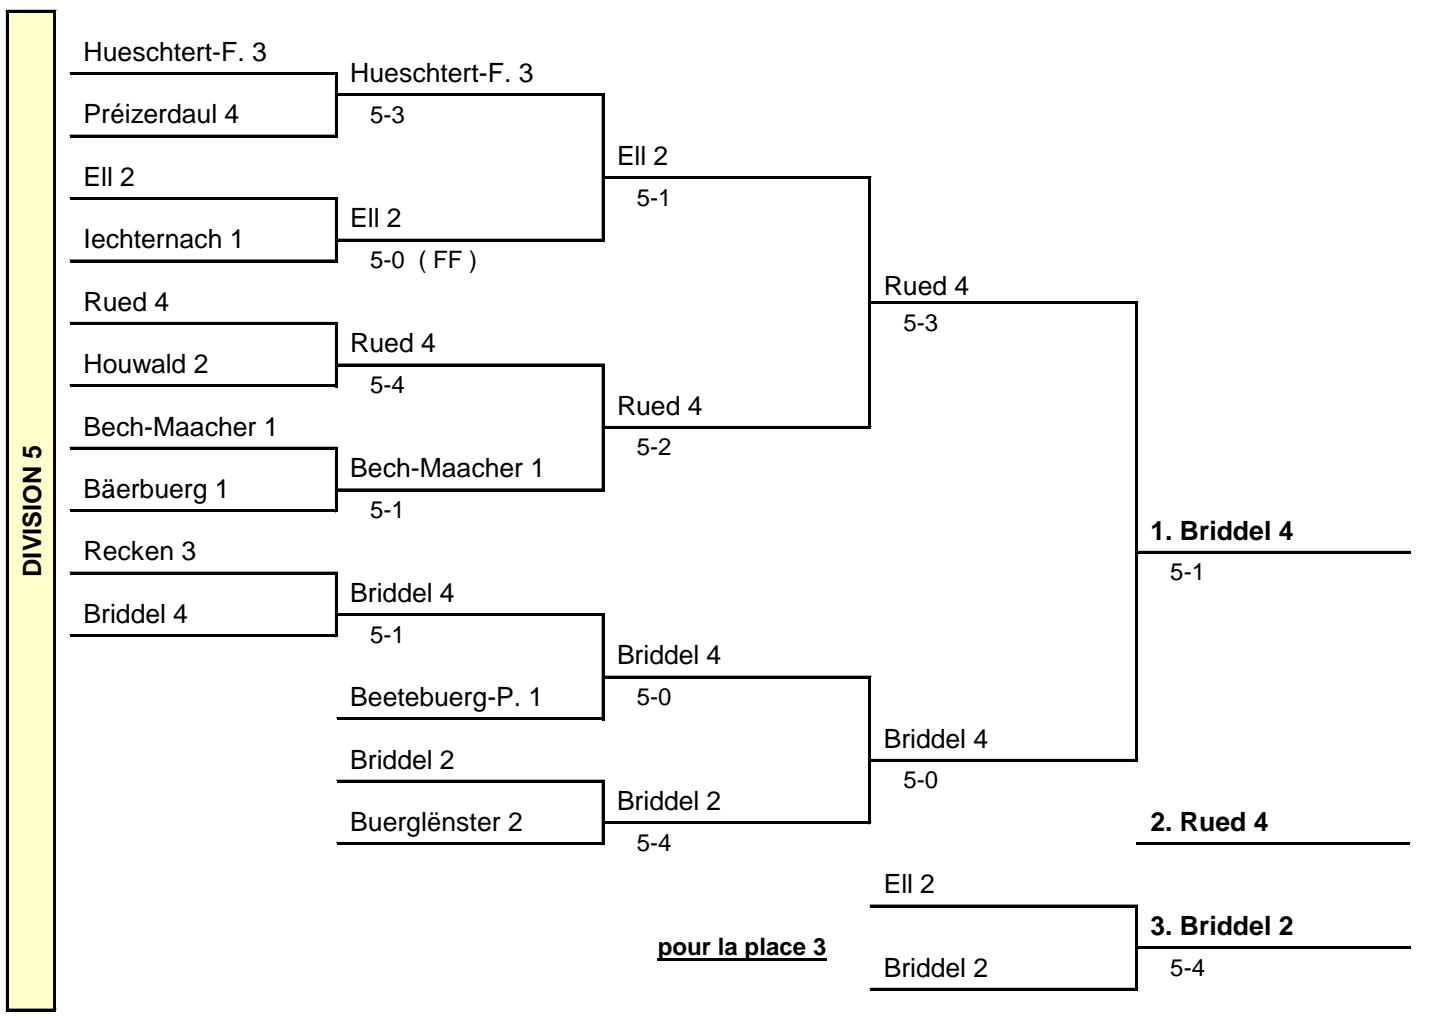 DIVISION 5
Hueschtert-F. 3
Préizerdaul 4
Ell 2
Iechternach 1
Rued 4
Houwald 2
Bech-Maacher 1
Bäerbuerg 1
Recken 3
Briddel 4
Hueschtert-F. 3
5-3
Ell 2
5-0 ( FF )
Rued 4
5-4
Bech-Maacher 1
5-1
Briddel 4
5-1
Beetebuerg-P. 1
Briddel 2
Buerglënster 2
Ell 2
5-1
Rued 4
5-2
Briddel 4
5-0
Briddel 2
5-4
Rued 4
5-3
Briddel 4
5-0
1. Briddel 4
5-1
2. Rued 4
pour la place 3
Ell 2
Briddel 2
3. Briddel 2
5-4